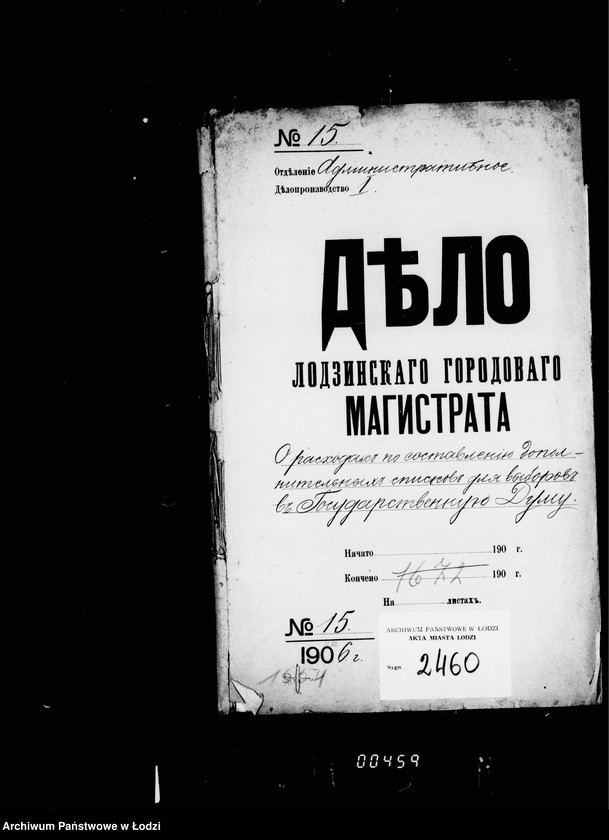 № 15.
Отдѣленіе Административное.
Дѣлопроизводство I.
ДѢЛО
ЛОДЗИНСКАГО ГОРОДОВАГО
МАГИСТРАТА
О расходахъ по составленію допол-
нительныхъ списковъ для выборовъ
въ Государственную Думу.
Начато 190 г.
Кончено 190 г.
На листахъ.
№ 15.
1906 г.
ARCHIWUM PAŃSTWOWE W ŁODZI
AKTA MIASTA ŁODZI
Sygn. 2460
00459
Archiwum Państwowe w Łodzi